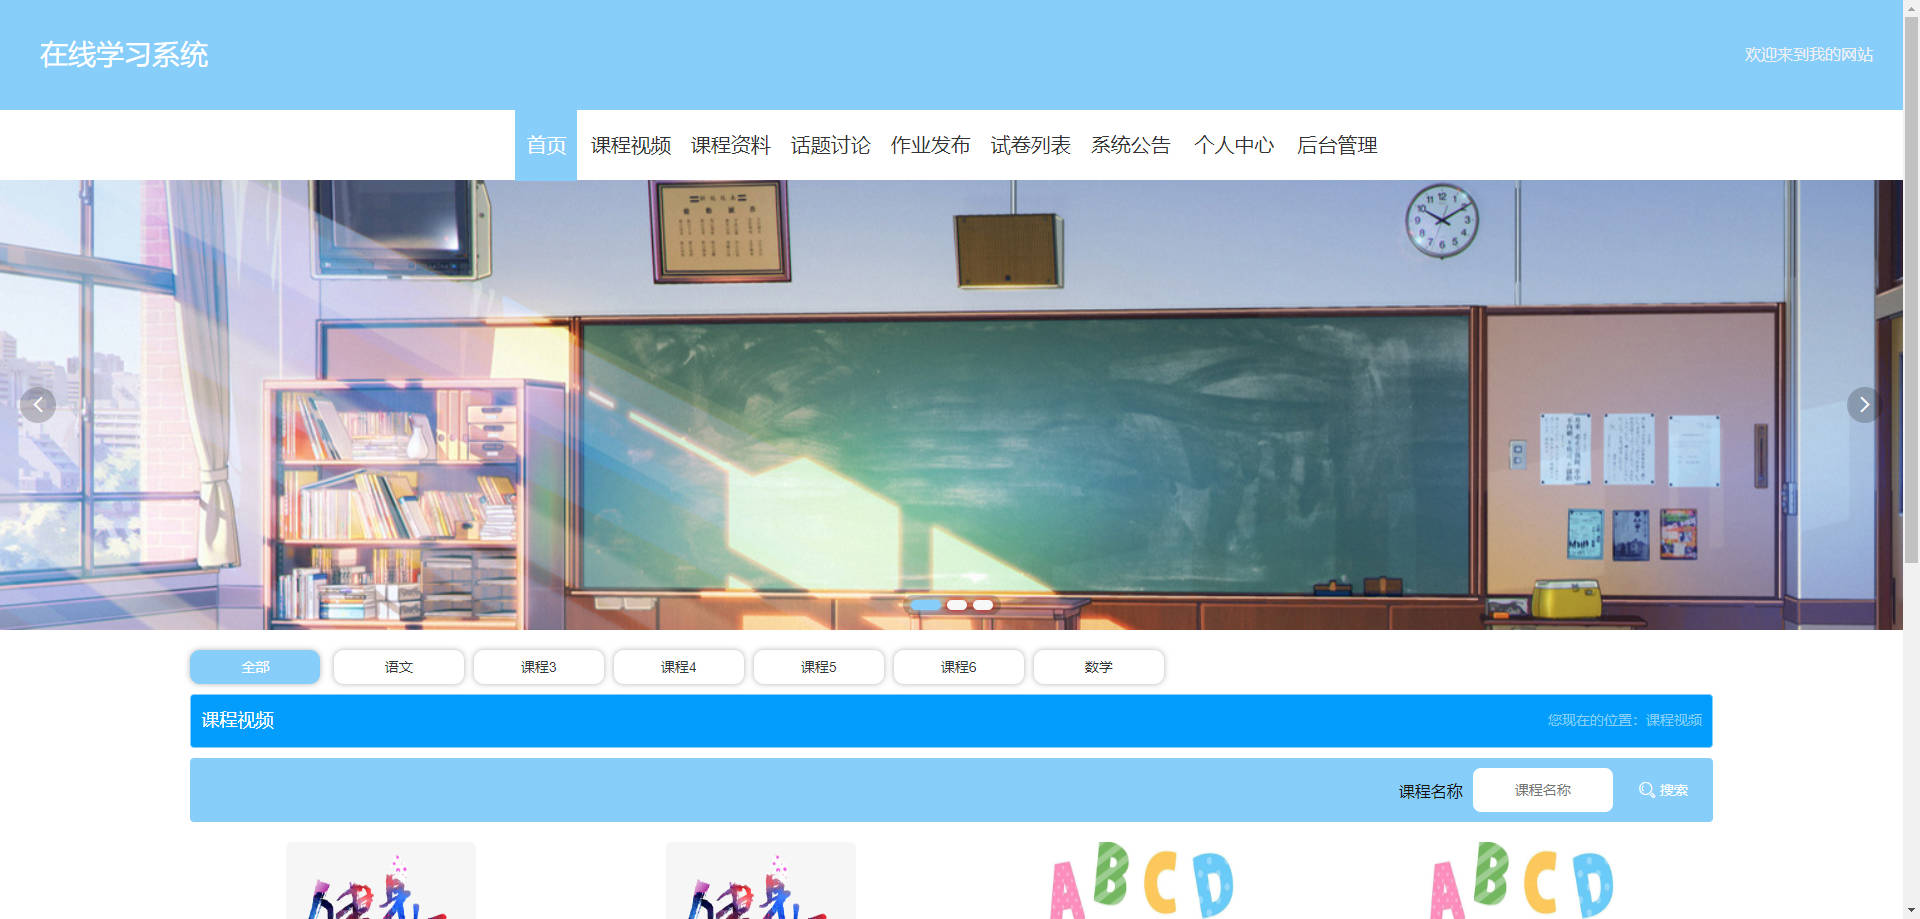 在线学习系统
欢迎来到我的网站
首页 课程视频 课程资料 话题讨论 作业发布 试卷列表 系统公告 个人中心 后台管理
全部 语文 课程3 课程4 课程5 课程6 数学
课程视频
您现在的位置：课程视频
课程名称 课程名称 搜索
A B C D
A B C D